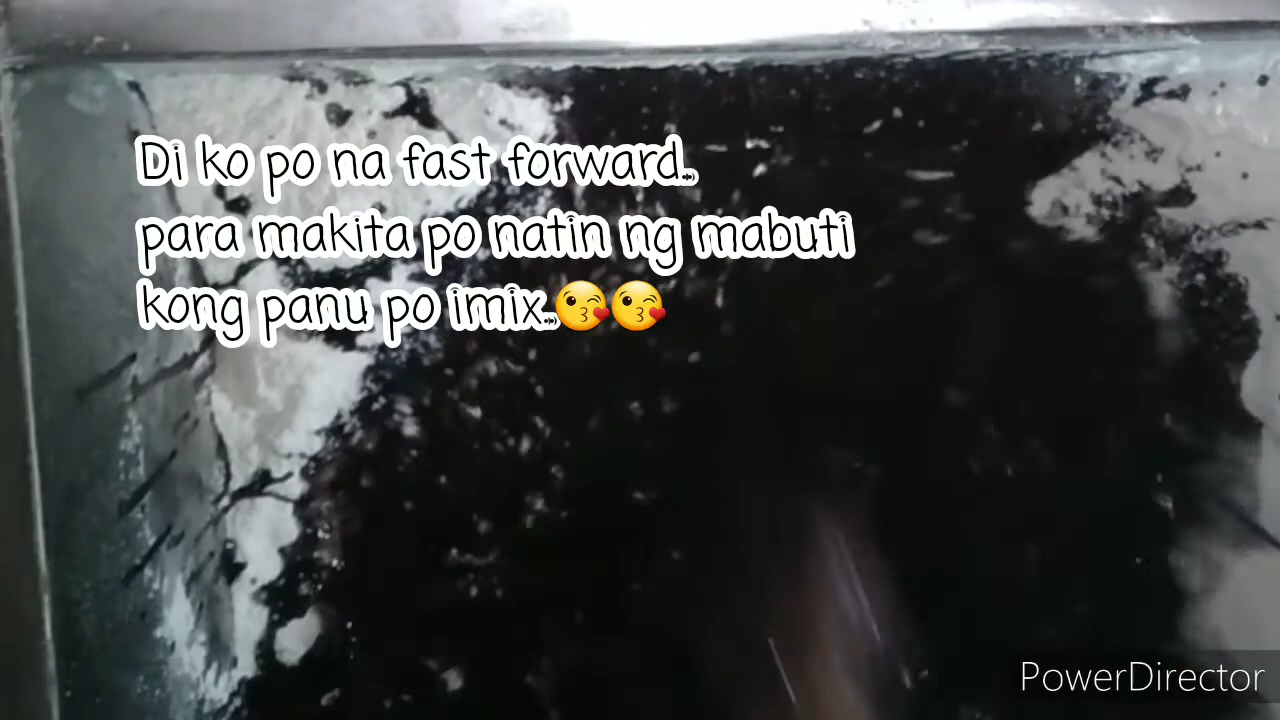 Di ko po na fast forward..
para makita po natin ng mabuti
kong panu po imix..😘😘
PowerDirector